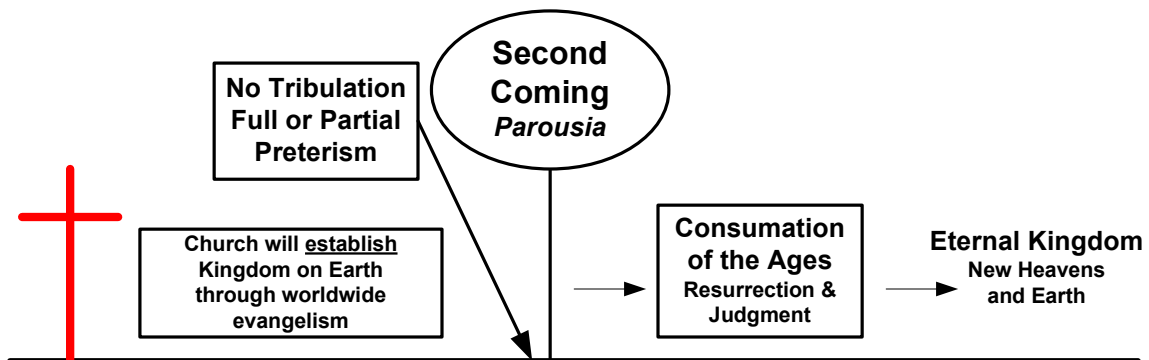 No Tribulation
Full or Partial
Preterism
Second
Coming
Parousia
Church will establish
Kingdom on Earth
through worldwide
evangelism
Consumation
of the Ages
Resurrection &
Judgment
Eternal Kingdom
New Heavens
and Earth